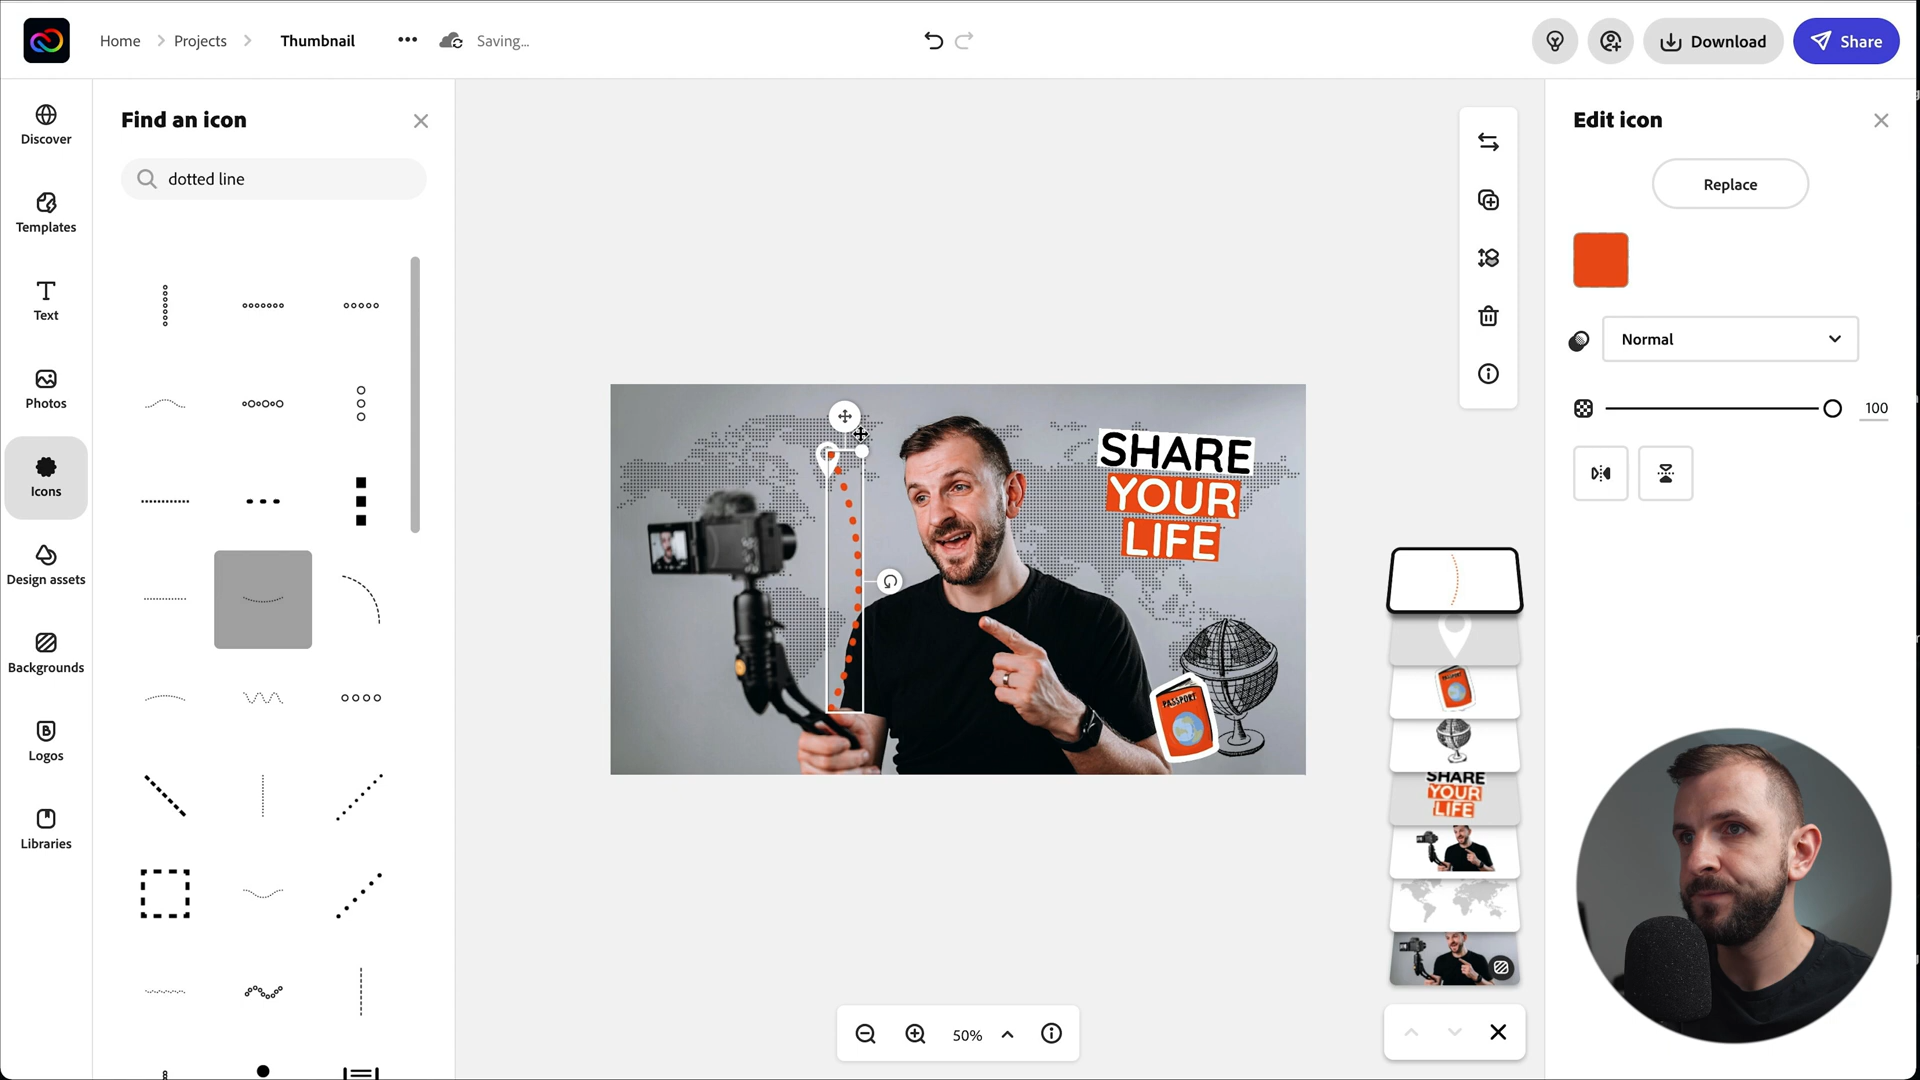 Home
Projects
Thumbnail
Saving...
Download
Share
Discover
Templates
Text
Photos
Icons
Design assets
Backgrounds
Logos
Libraries
Find an icon
dotted line
SHARE
YOUR
LIFE
PASSPORT
SHARE
YOUR
LIFE
50%
Edit icon
Replace
Normal
100